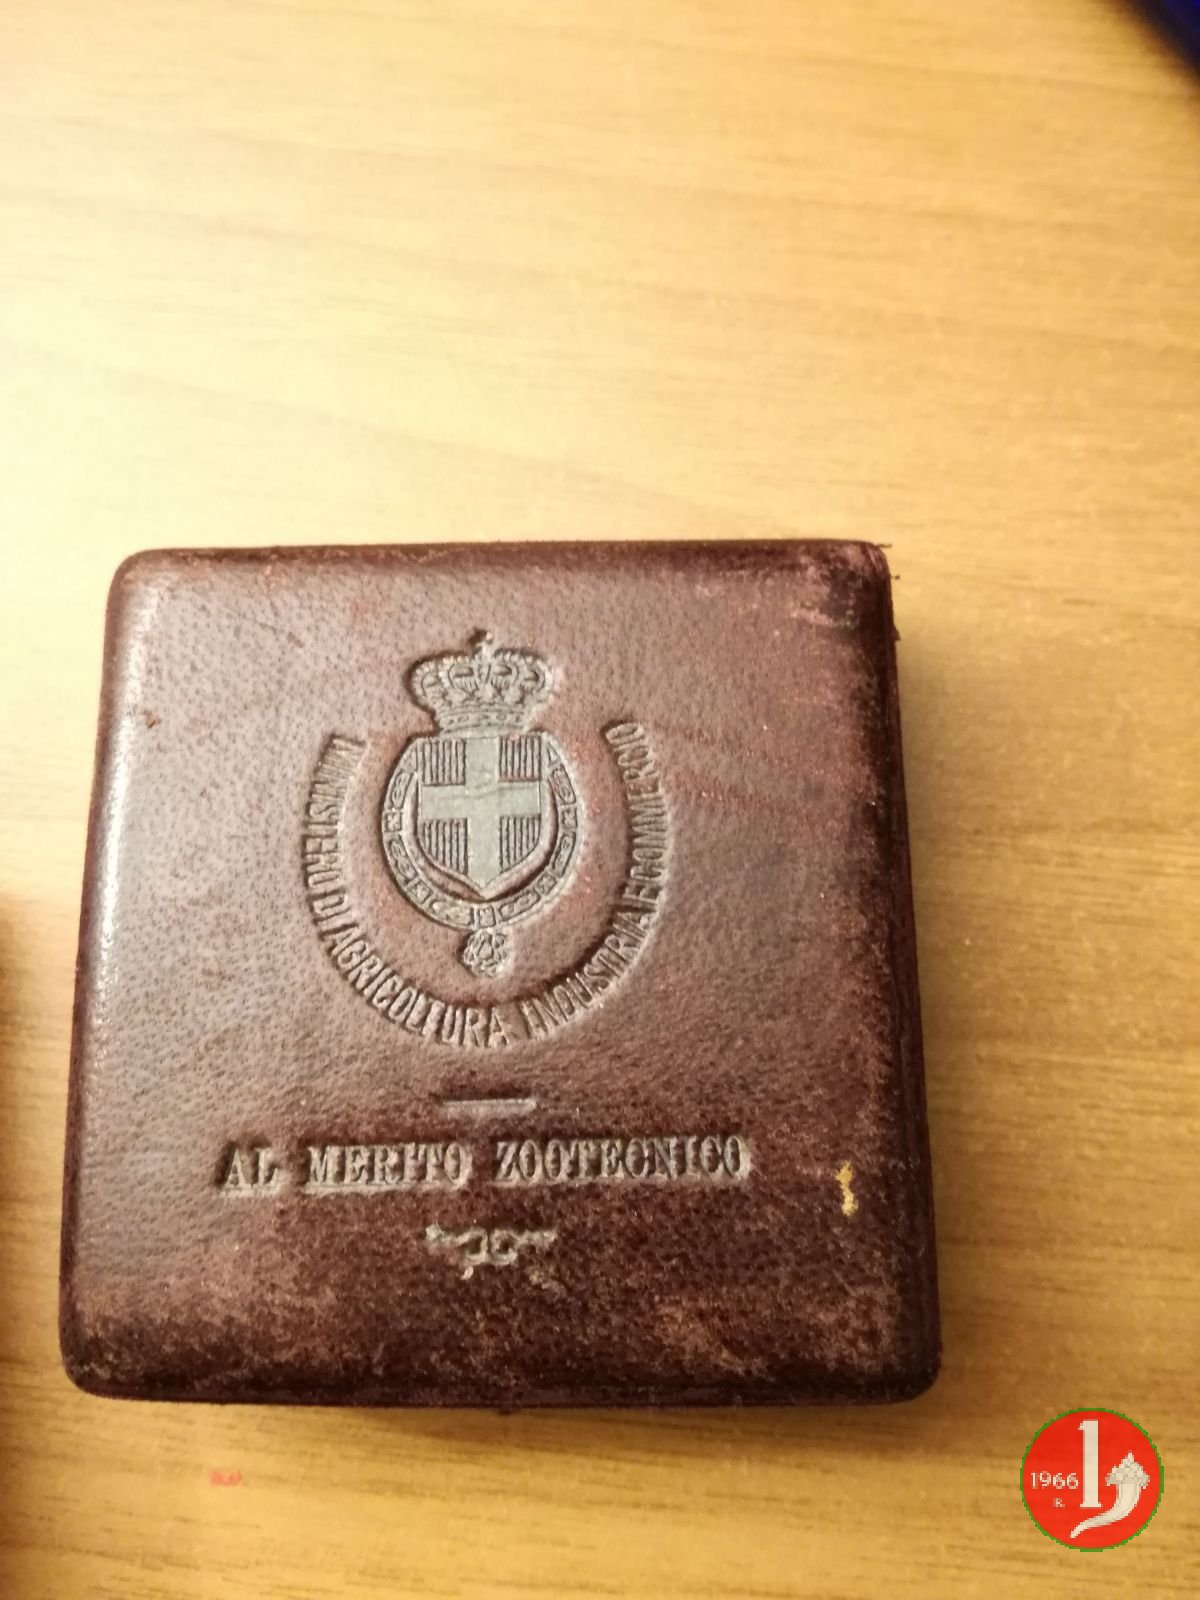 MINISTERO DI AGRICOLTURA INDUSTRIA E COMMERCIO
AL MERITO ZOOTECNICO
1966
R